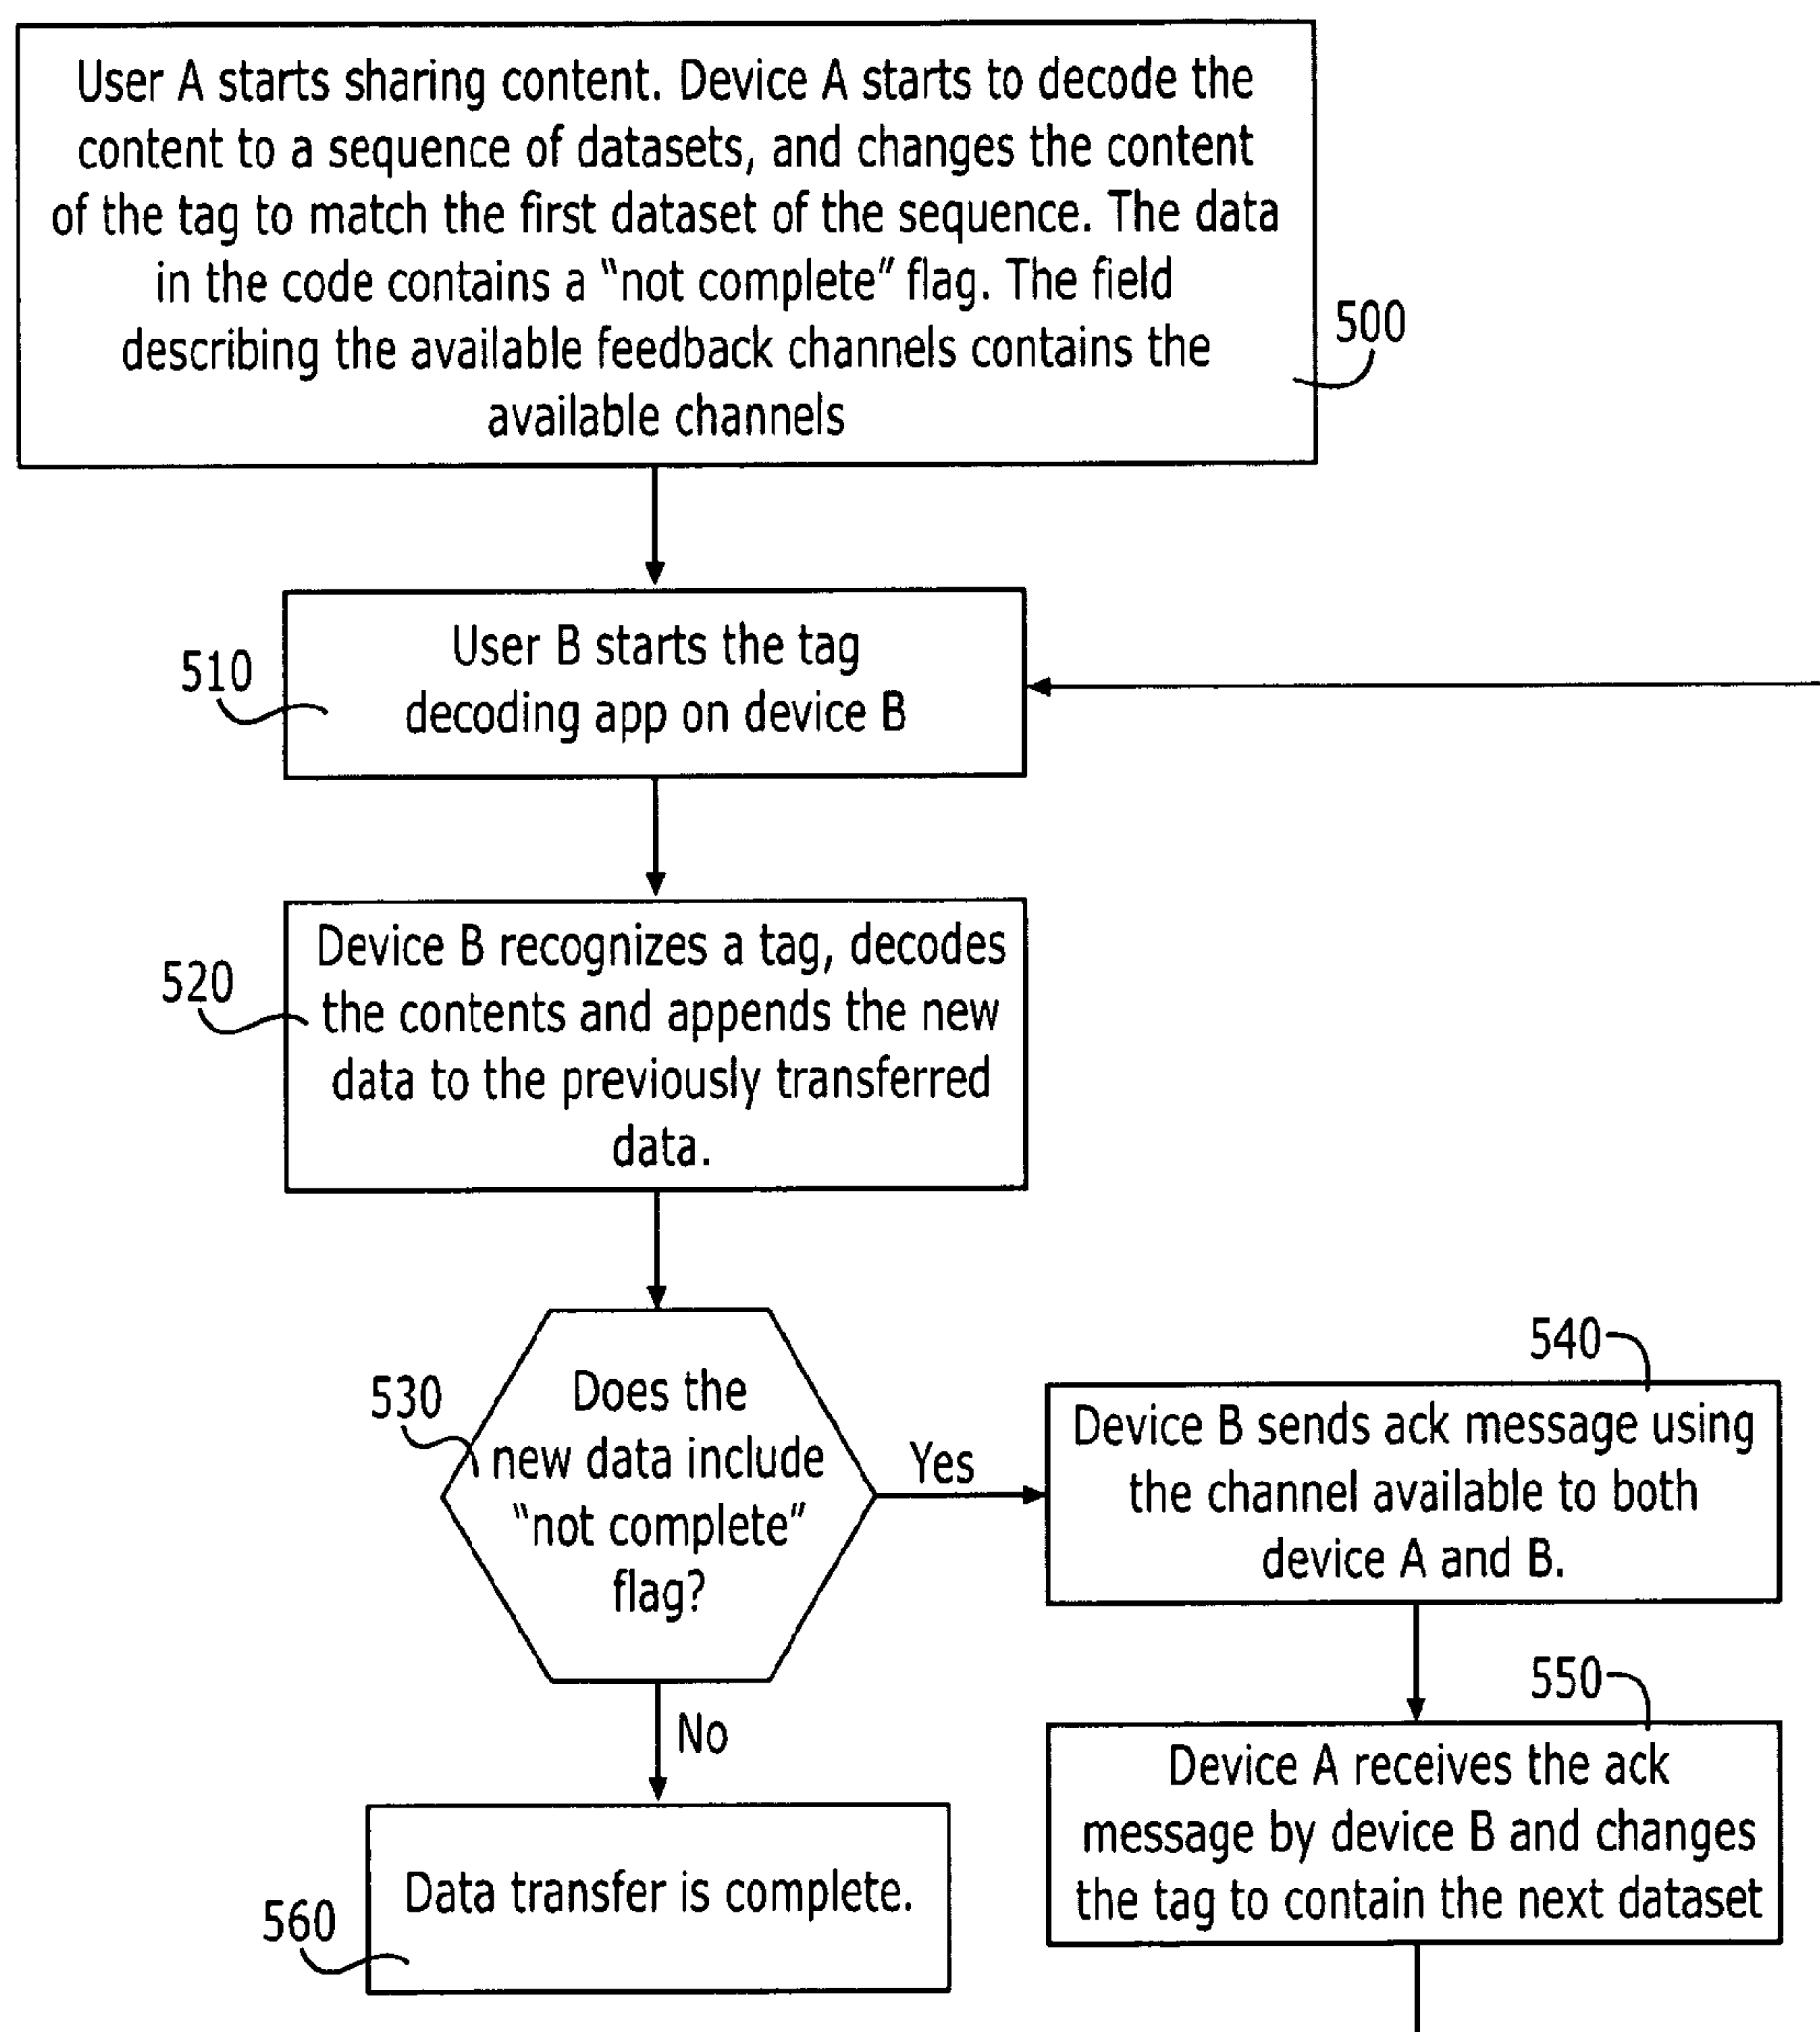 User A starts sharing content. Device A starts to decode the
content to a sequence of datasets, and changes the content
of the tag to match the first dataset of the sequence. The data
in the code contains a “not complete” flag. The field
describing the available feedback channels contains the
available channels
500
User B starts the tag
decoding app on device B
510
Device B recognizes a tag, decodes
the contents and appends the new
data to the previously transferred
data.
520
530
Does the
new data include
“not complete”
flag?
Yes
540
Device B sends ack message using
the channel available to both
device A and B.
550
Device A receives the ack
message by device B and changes
the tag to contain the next dataset
No
Data transfer is complete.
560